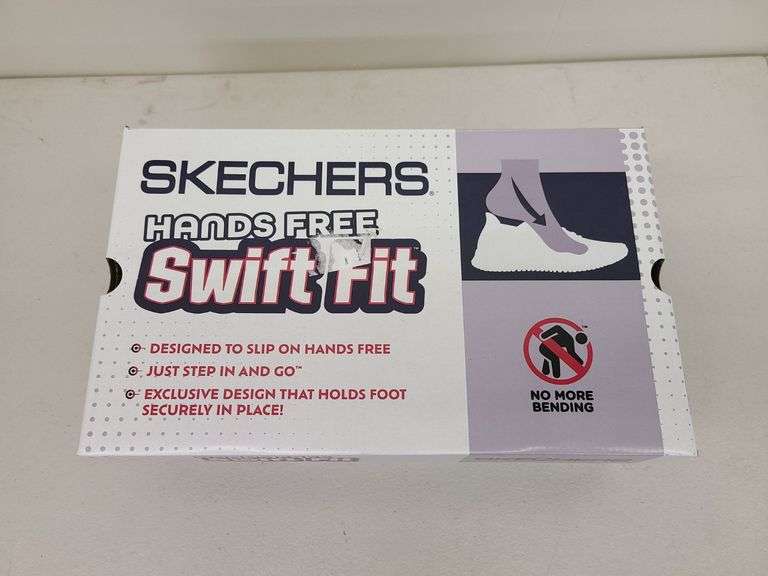 SKECHERS®
HANDS FREE
Swift Fit™
DESIGNED TO SLIP ON HANDS FREE
JUST STEP IN AND GO™
EXCLUSIVE DESIGN THAT HOLDS FOOT
SECURELY IN PLACE!
NO MORE
BENDING